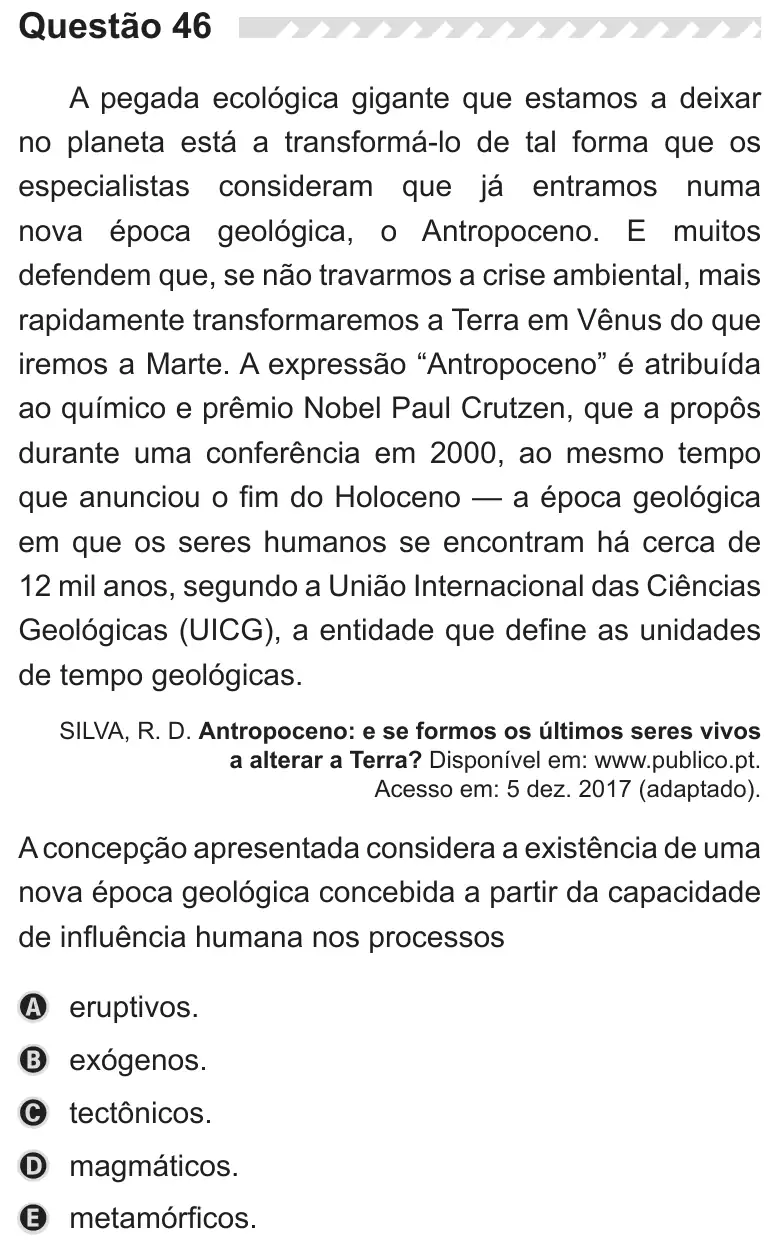 Questão 46
A pegada ecológica gigante que estamos a deixar
no planeta está a transformá-lo de tal forma que os
especialistas consideram que já entramos numa
nova época geológica, o Antropoceno. E muitos
defendem que, se não travarmos a crise ambiental, mais
rapidamente transformaremos a Terra em Vênus do que
iremos a Marte. A expressão “Antropoceno” é atribuída
ao químico e prêmio Nobel Paul Crutzen, que a propôs
durante uma conferência em 2000, ao mesmo tempo
que anunciou o fim do Holoceno — a época geológica
em que os seres humanos se encontram há cerca de
12 mil anos, segundo a União Internacional das Ciências
Geológicas (UICG), a entidade que define as unidades
de tempo geológicas.
SILVA, R. D. Antropoceno: e se formos os últimos seres vivos
a alterar a Terra? Disponível em: www.publico.pt.
Acesso em: 5 dez. 2017 (adaptado).
A concepção apresentada considera a existência de uma
nova época geológica concebida a partir da capacidade
de influência humana nos processos
A eruptivos.
B exógenos.
C tectônicos.
D magmáticos.
E metamórficos.